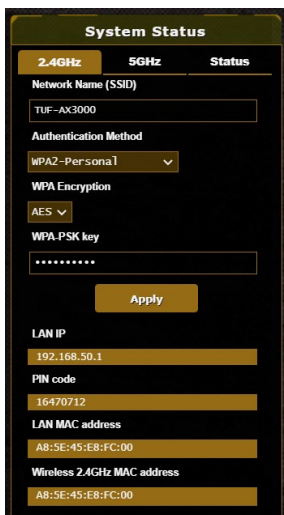 System Status
2.4GHz 5GHz Status
Network Name (SSID)
TUF-AX3000
Authentication Method
WPA2-Personal
WPA Encryption
AES
WPA-PSK key
••••••••••
Apply
LAN IP
192.168.50.1
PIN code
16470712
LAN MAC address
A8:5E:45:E8:FC:00
Wireless 2.4GHz MAC address
A8:5E:45:E8:FC:00